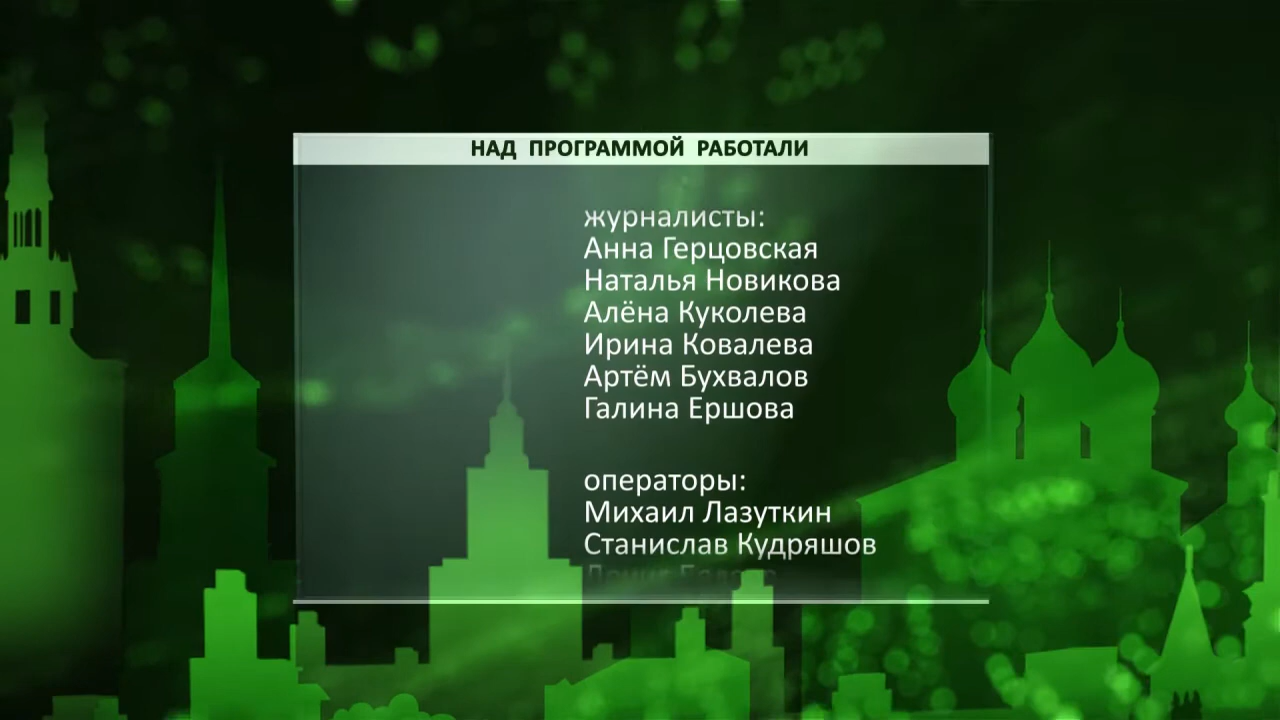 НАД ПРОГРАММОЙ РАБОТАЛИ
журналисты:
Анна Герцовская
Наталья Новикова
Алёна Куколева
Ирина Ковалева
Артём Бухвалов
Галина Ершова
операторы:
Михаил Лазуткин
Станислав Кудряшов